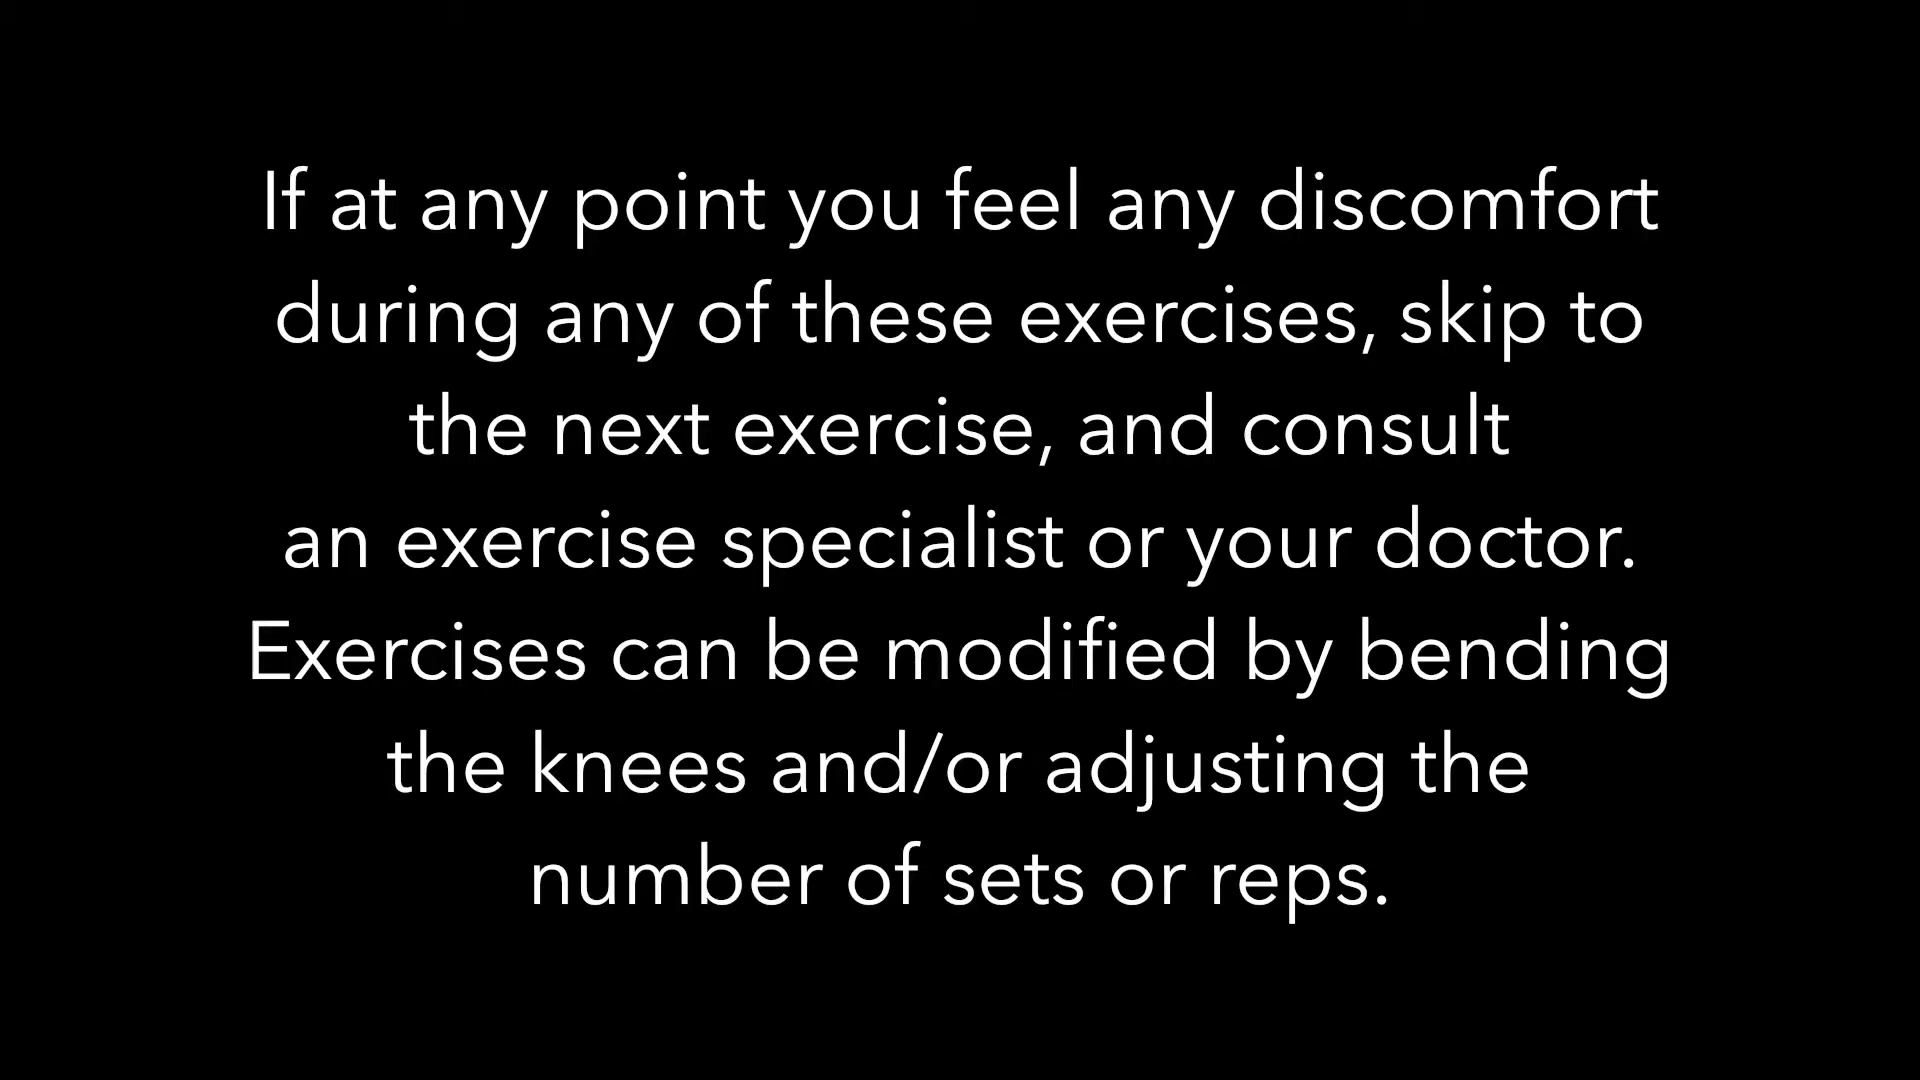 If at any point you feel any discomfort
during any of these exercises, skip to
the next exercise, and consult
an exercise specialist or your doctor.
Exercises can be modified by bending
the knees and/or adjusting the
number of sets or reps.